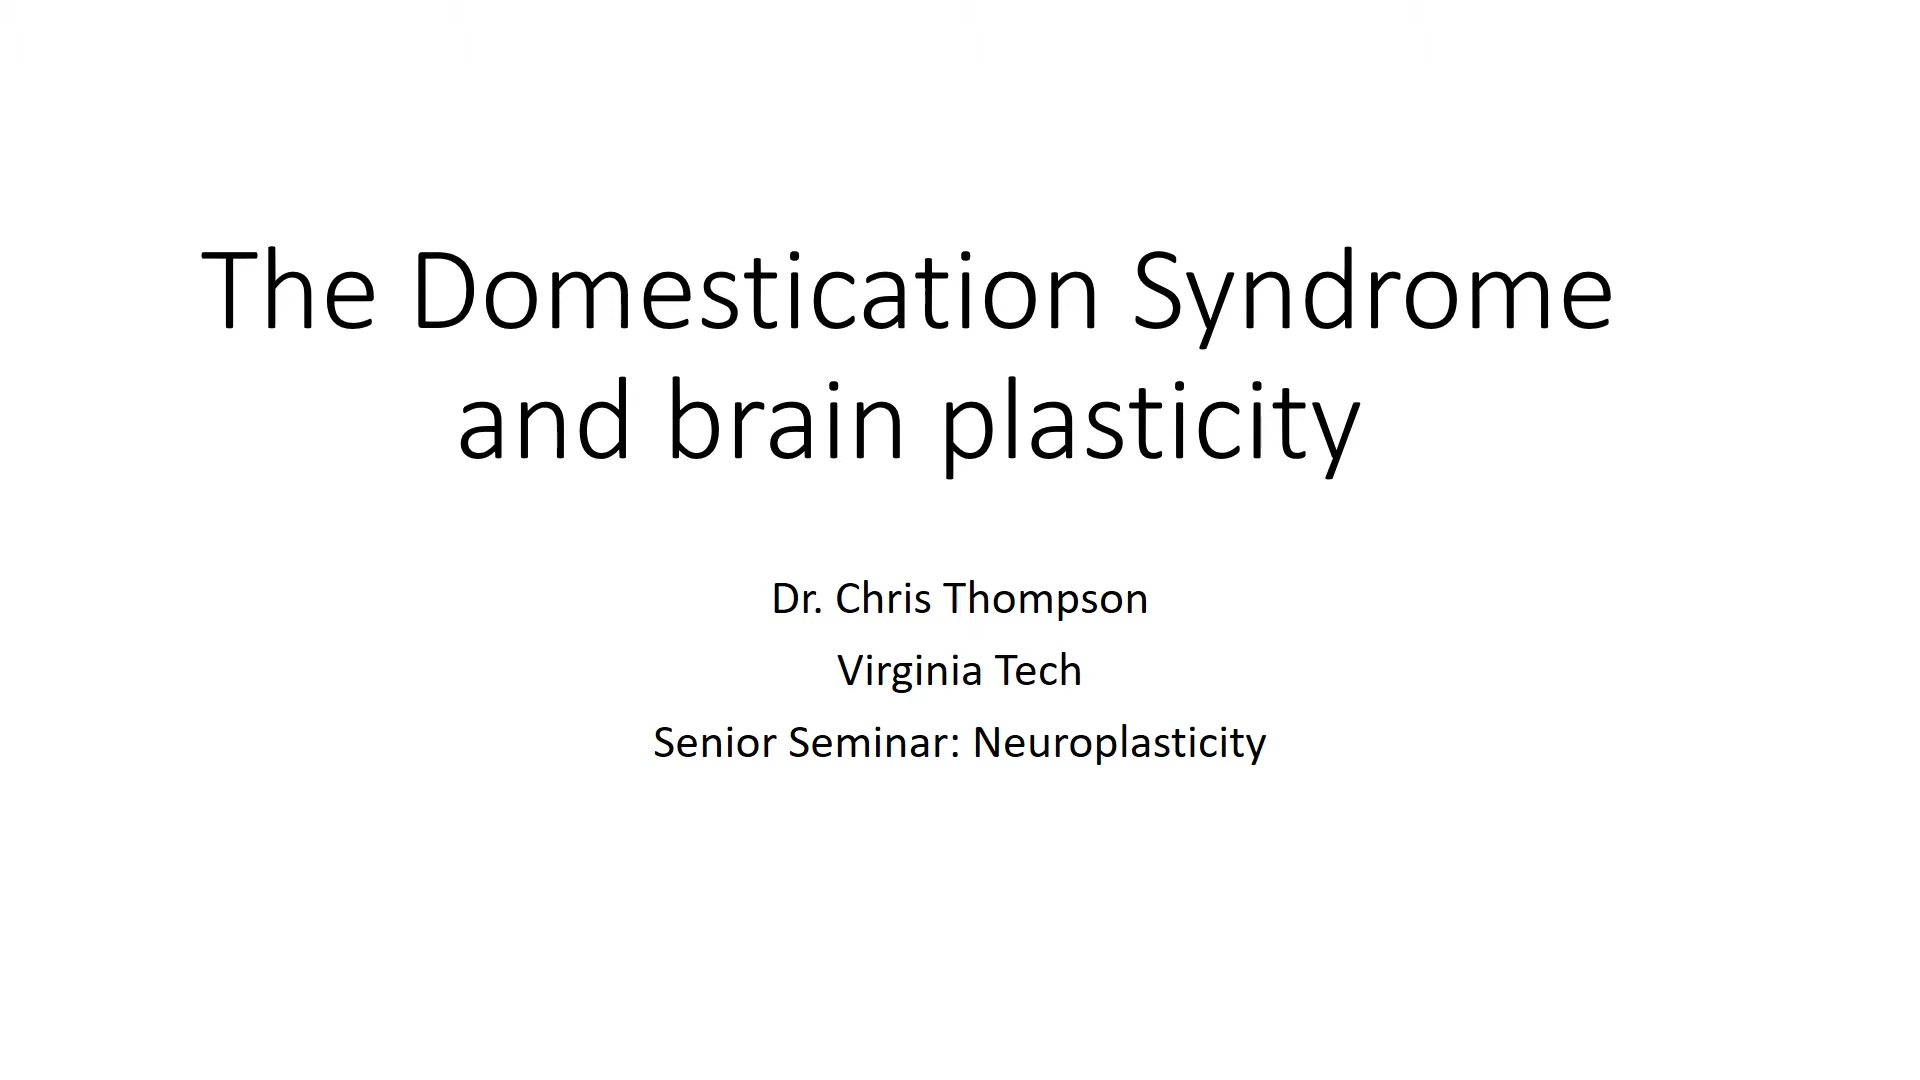 The Domestication Syndrome
and brain plasticity
Dr. Chris Thompson
Virginia Tech
Senior Seminar: Neuroplasticity